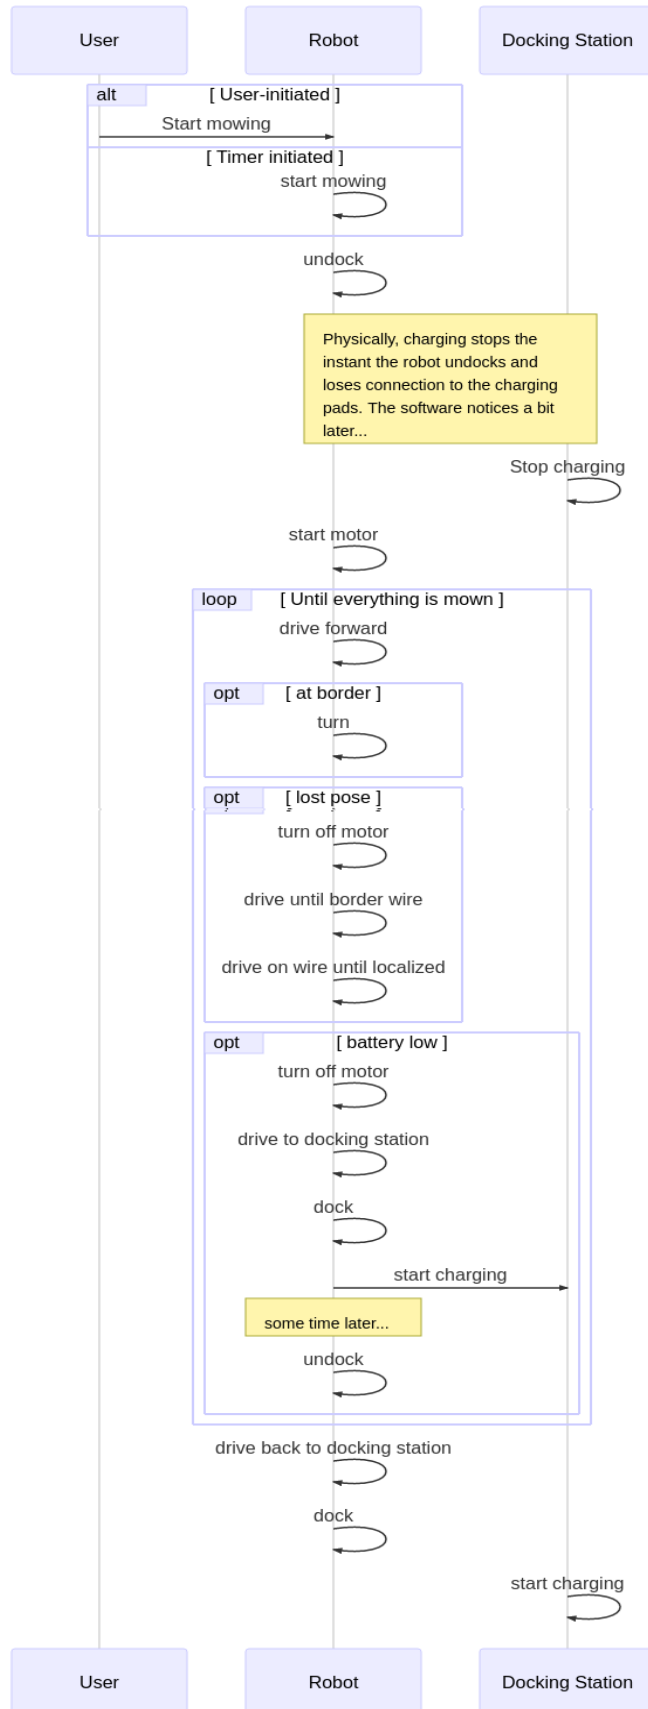 User
Robot
Docking Station
alt
[ User-initiated ]
Start mowing
[ Timer initiated ]
start mowing
undock
Physically, charging stops the
instant the robot undocks and
loses connection to the charging
pads. The software notices a bit
later...
Stop charging
start motor
loop
[ Until everything is mown ]
drive forward
opt
[ at border ]
turn
opt
[ lost pose ]
turn off motor
drive until border wire
drive on wire until localized
opt
[ battery low ]
turn off motor
drive to docking station
dock
start charging
some time later...
undock
drive back to docking station
dock
start charging
User
Robot
Docking Station